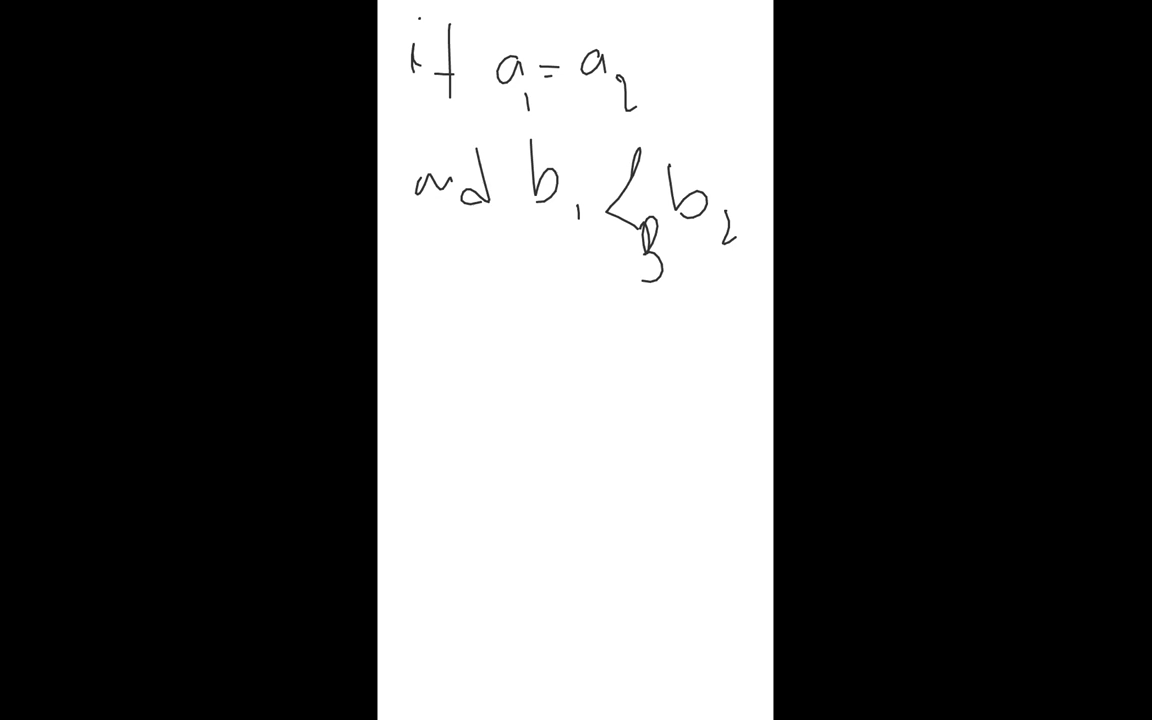 if a₁ = a₂
and b₁ <_B b₂